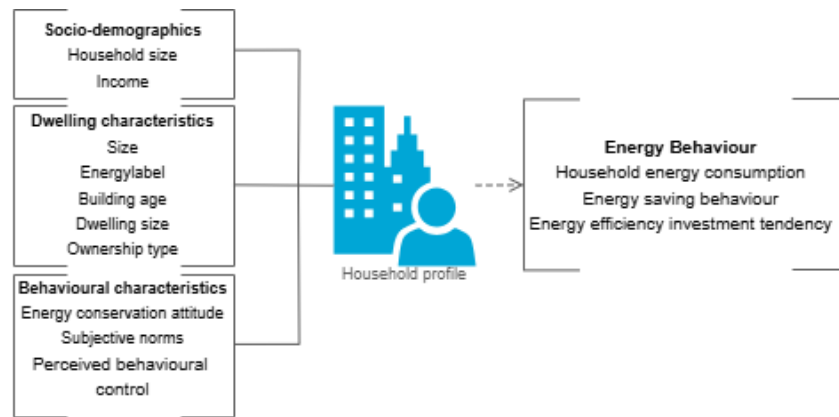 Socio-demographics
Household size
Income
Dwelling characteristics
Size
Energylabel
Building age
Dwelling size
Ownership type
Behavioural characteristics
Energy conservation attitude
Subjective norms
Perceived behavioural
control
Household profile
Energy Behaviour
Household energy consumption
Energy saving behaviour
Energy efficiency investment tendency